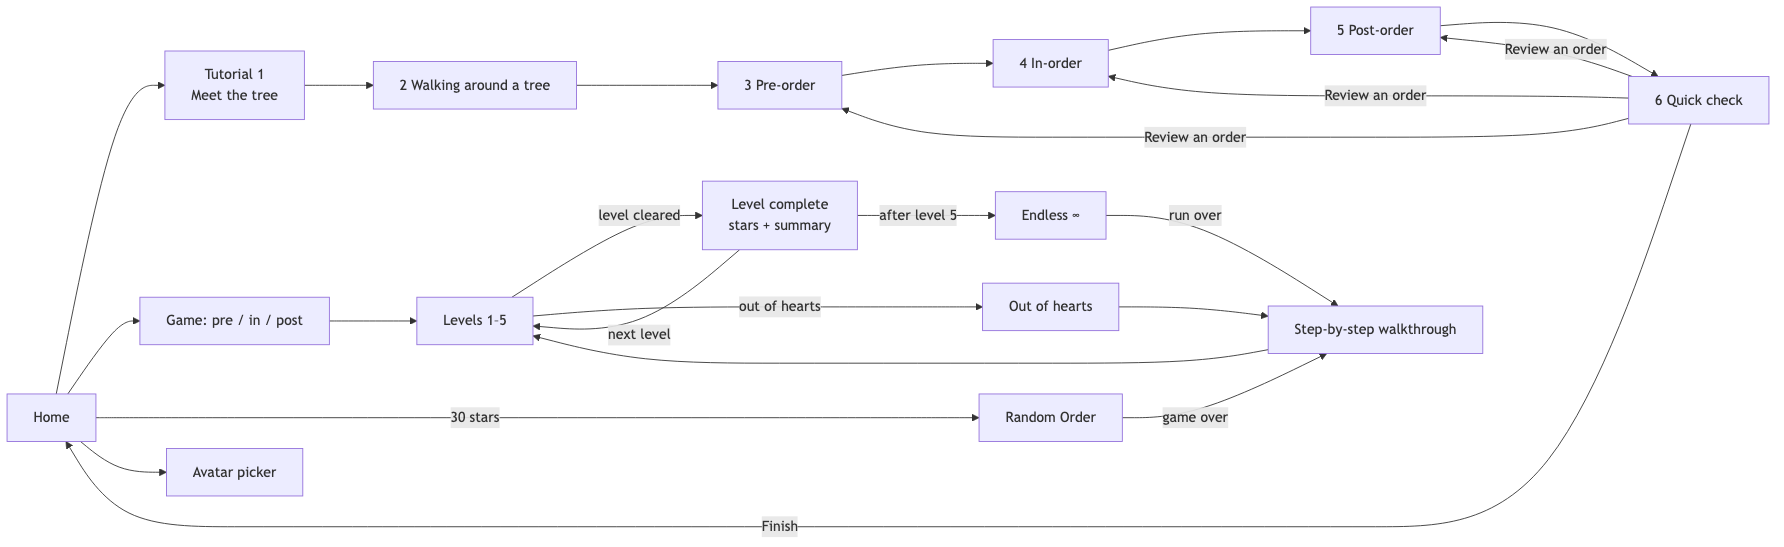 Tutorial 1
Meet the tree
2 Walking around a tree
3 Pre-order
4 In-order
5 Post-order
6 Quick check
Review an order
Review an order
Review an order
level cleared
Level complete
stars + summary
after level 5
Endless ∞
run over
Game: pre / in / post
Levels 1–5
next level
out of hearts
Out of hearts
Step-by-step walkthrough
Home
30 stars
Random Order
game over
Avatar picker
Finish